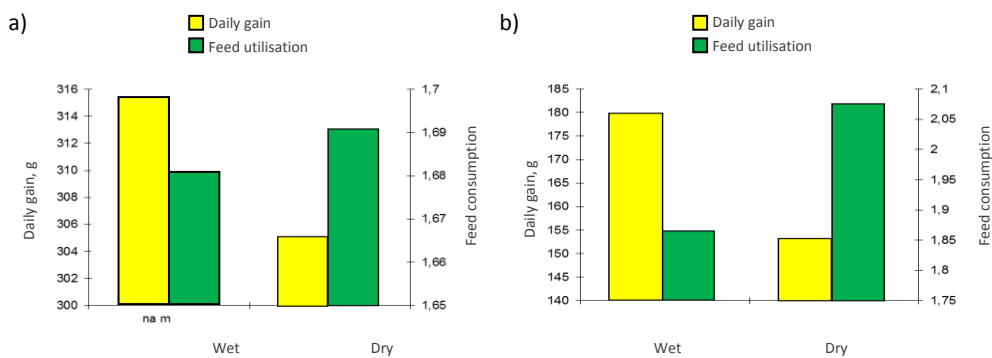 a)
Daily gain
Feed utilisation
316
314
312
310
308
306
304
302
300
Daily gain, g
1,7
1,69
1,68
1,67
1,66
1,65
Feed consumption
na m
Wet Dry
b)
Daily gain
Feed utilisation
185
180
175
170
165
160
155
150
145
140
Daily gain, g
2,1
2,05
2
1,95
1,9
1,85
1,8
1,75
Feed consumption
Wet Dry